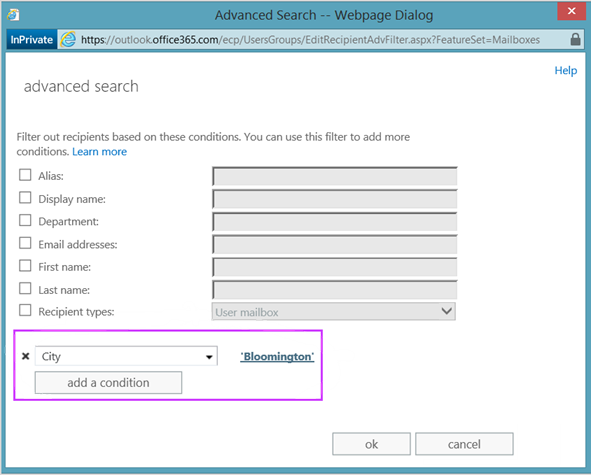 Advanced Search -- Webpage Dialog
InPrivate https://outlook.office365.com/ecp/UsersGroups/EditRecipientAdvFilter.aspx?FeatureSet=Mailboxes
Help
advanced search
Filter out recipients based on these conditions. You can use this filter to add more
conditions. Learn more
Alias:
Display name:
Department:
Email addresses:
First name:
Last name:
Recipient types: User mailbox
City 'Bloomington'
add a condition
ok cancel